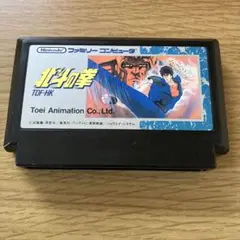 Nintendo ファミリーコンピュータ
北斗の拳
TDF-HK
Toei Animation Co., Ltd.